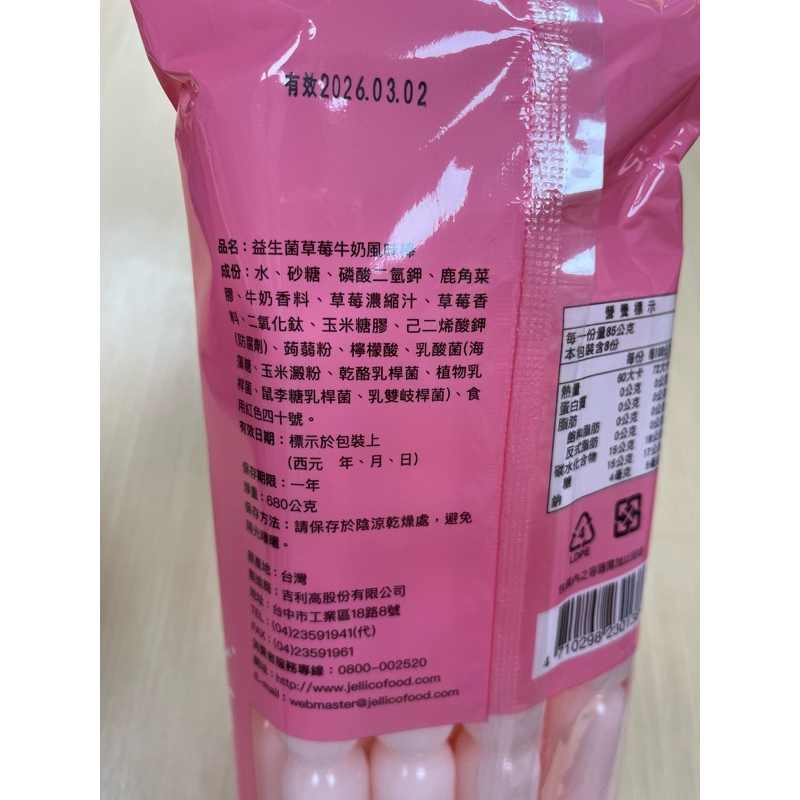 有效2026.03.02
品名：益生菌草莓牛奶風味棒
成份：水、砂糖、磷酸二氫鉀、鹿角菜
膠、牛奶香料、草莓濃縮汁、草莓香
料、二氧化鈦、玉米糖膠、己二烯酸鉀
(防腐劑)、蒟蒻粉、檸檬酸、乳酸菌(海
藻糖、玉米澱粉、乾酪乳桿菌、植物乳
桿菌、鼠李糖乳桿菌、乳雙岐桿菌)、食
用紅色四十號。
有效日期：標示於包裝上
(西元 年、月、日)
保存期限：一年
淨重：680公克
保存方法：請保存於陰涼乾燥處，避免
陽光曝曬。
原產地：台灣
製造商：吉利高股份有限公司
地址：台中市工業區18路8號
TEL：(04)23591941(代)
FAX：(04)23591961
消費者服務專線：0800-002520
網址：http://www.jellicofood.com
E-mail：webmaster@jellicofood.com
營養標示
每一份量85公克
本包裝含8份
每份
熱量 60大卡 72大
蛋白質 0公克
脂肪 0公克
飽和脂肪 0公克
反式脂肪 0公克
碳水化合物 15公克
糖 15公克
鈉 4毫克
4
LDPE
4 710298 23013